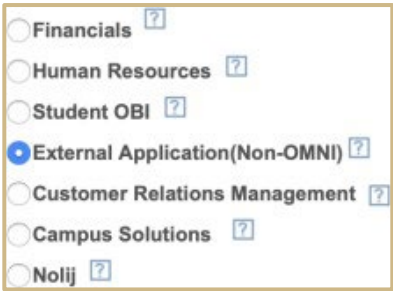 Financials ?
Human Resources ?
Student OBI ?
External Application(Non-OMNI) ?
Customer Relations Management ?
Campus Solutions ?
Nolij ?